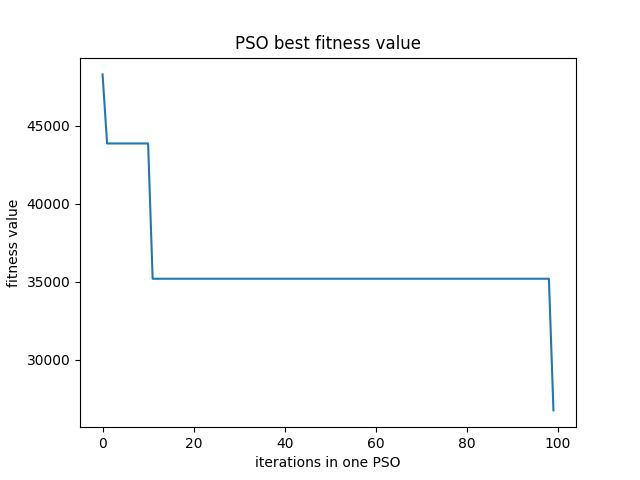 PSO best fitness value
fitness value
45000
40000
35000
30000
0 20 40 60 80 100
iterations in one PSO